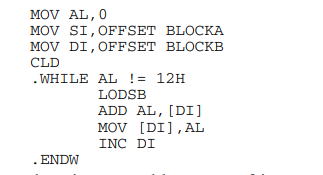 MOV AL,0
MOV SI,OFFSET BLOCKA
MOV DI,OFFSET BLOCKB
CLD
.WHILE AL != 12H
LODSB
ADD AL,[DI]
MOV [DI],AL
INC DI
.ENDW